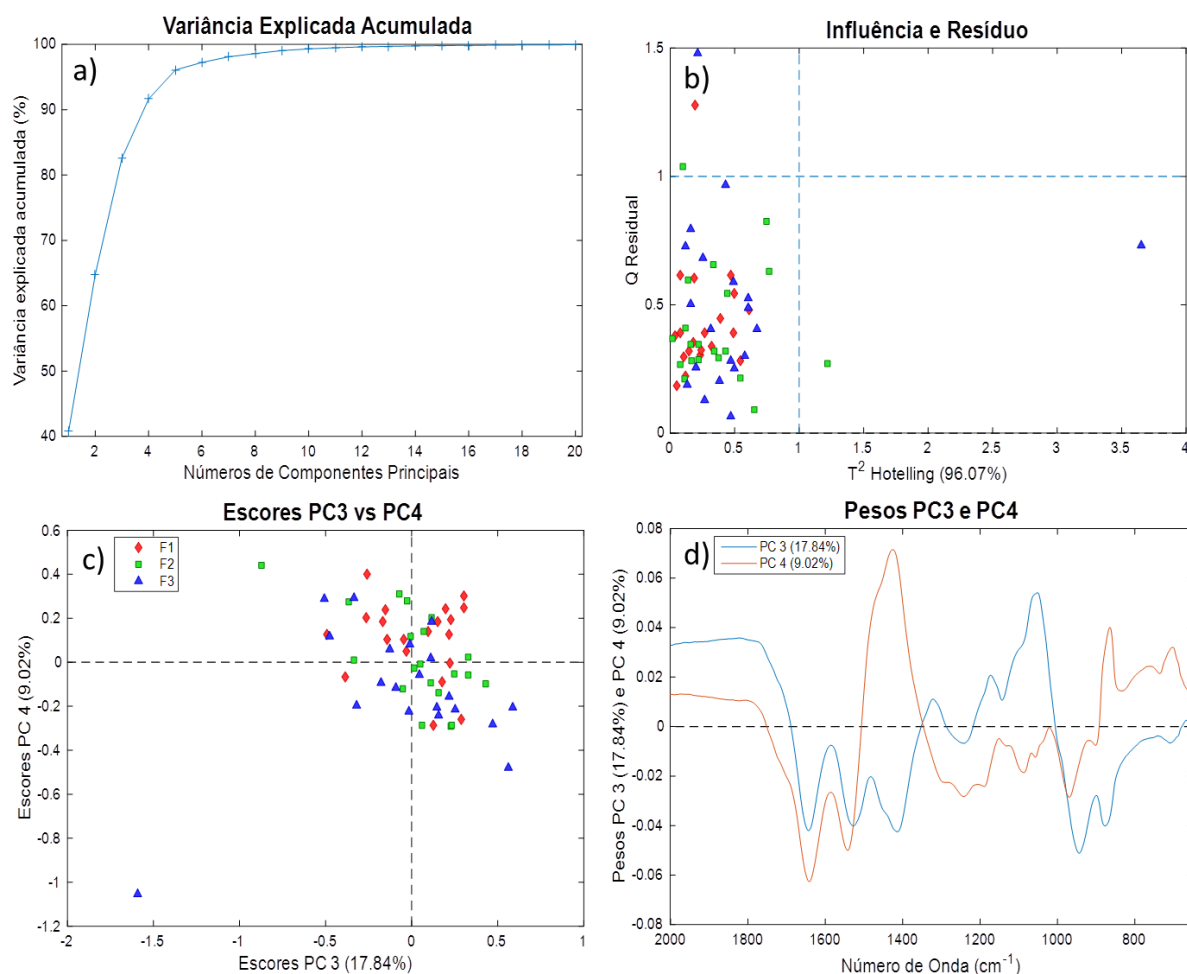 Variância Explicada Acumulada
a)
Variância explicada acumulada (%)
100
90
80
70
60
50
40
2 4 6 8 10 12 14 16 18 20
Números de Componentes Principais
Influência e Resíduo
b)
Q Residual
1.5
1
0.5
0
0 0.5 1 1.5 2 2.5 3 3.5 4
T² Hotelling (96.07%)
Escores PC3 vs PC4
c)
F1
F2
F3
Escores PC 4 (9.02%)
0.6
0.4
0.2
0
-0.2
-0.4
-0.6
-0.8
-1
-1.2
-2 -1.5 -1 -0.5 0 0.5 1
Escores PC 3 (17.84%)
Pesos PC3 e PC4
d)
PC 3 (17.84%)
PC 4 (9.02%)
Pesos PC 3 (17.84%) e PC 4 (9.02%)
0.08
0.06
0.04
0.02
0
-0.02
-0.04
-0.06
-0.08
2000 1800 1600 1400 1200 1000 800
Número de Onda (cm⁻¹)